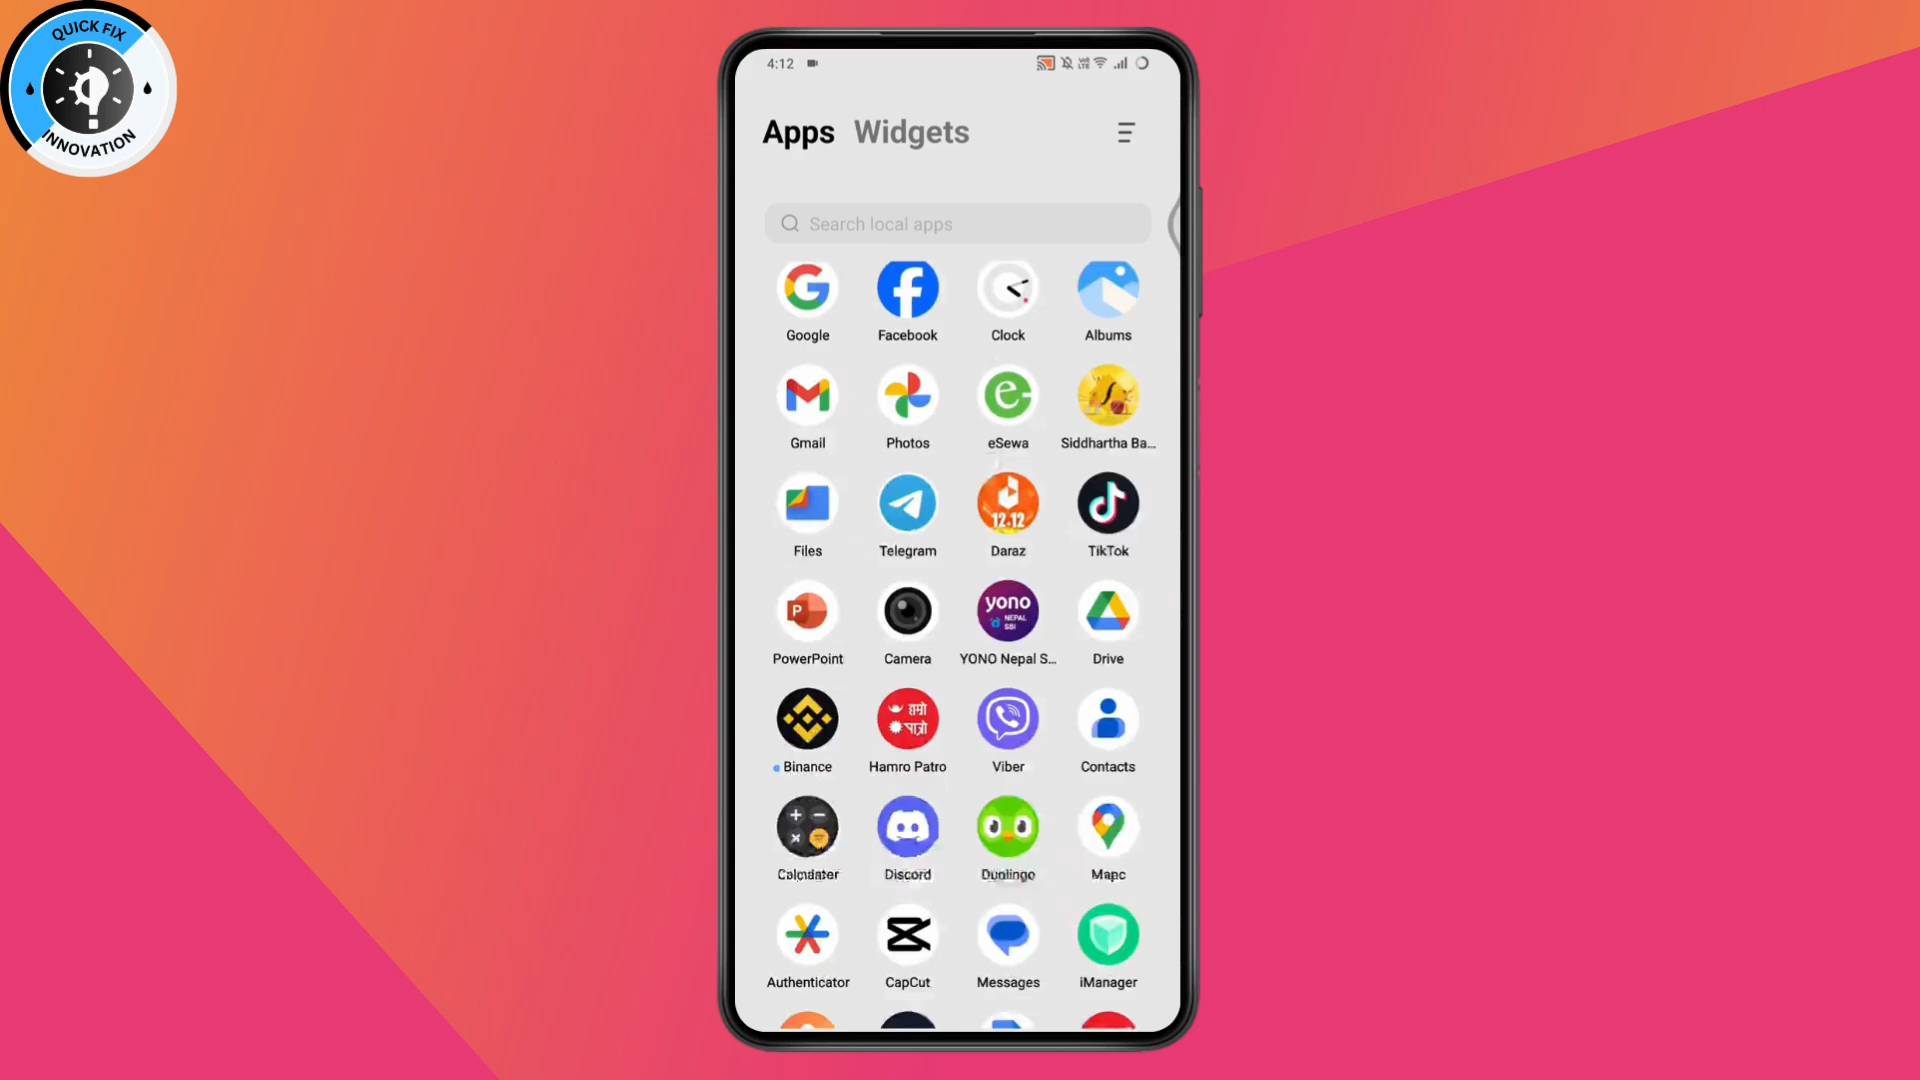 QUICK FIX
INNOVATION
4:12
Apps Widgets
Search local apps
Google Facebook Clock Albums
Gmail Photos eSewa Siddhartha Ba...
Files Telegram Daraz TikTok
12.12
PowerPoint Camera YONO Nepal S... Drive
P
yono
NEPAL
SBI
Binance Hamro Patro Viber Contacts
हाम्रो
पात्रो
Discord Duolingo
Authenticator CapCut Messages iManager